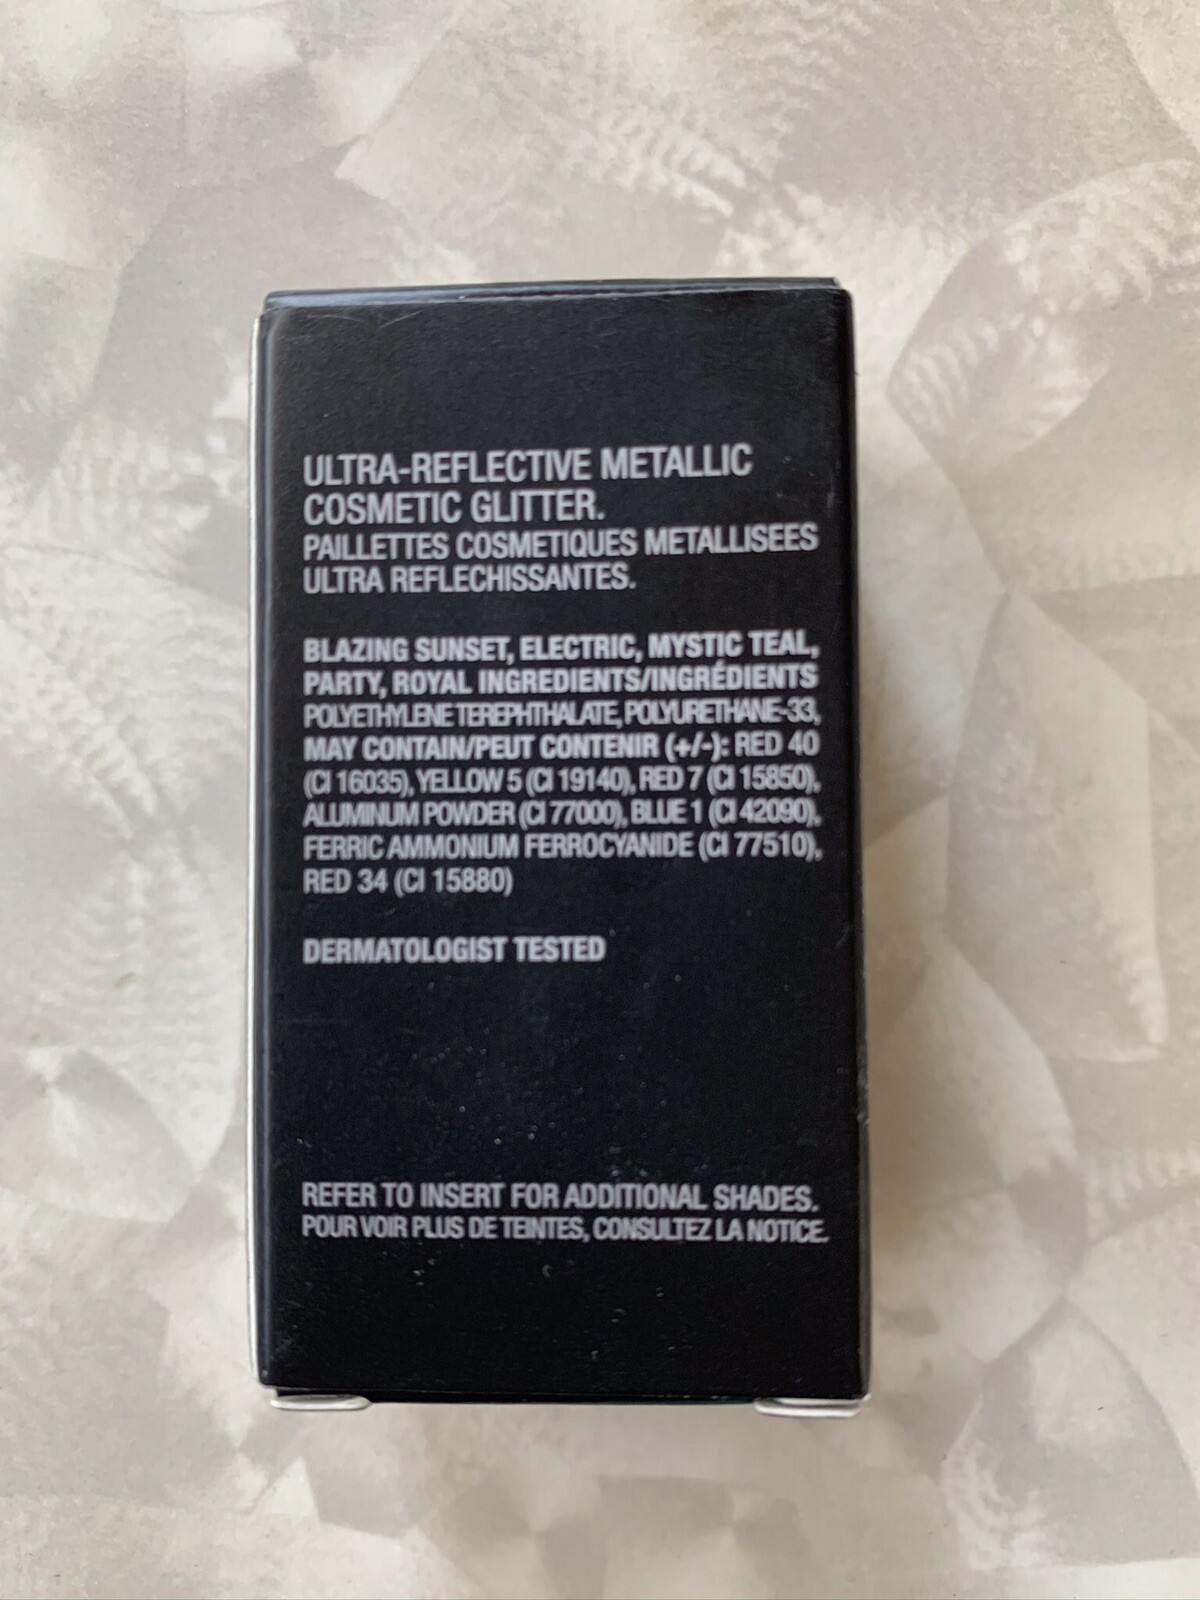 ULTRA-REFLECTIVE METALLIC
COSMETIC GLITTER.
PAILLETTES COSMETIQUES METALLISEES
ULTRA REFLECHISSANTES.
BLAZING SUNSET, ELECTRIC, MYSTIC TEAL,
PARTY, ROYAL INGREDIENTS/INGRÉDIENTS
POLYETHYLENE TEREPHTHALATE, POLYURETHANE-33,
MAY CONTAIN/PEUT CONTENIR (+/-): RED 40
(CI 16035), YELLOW 5 (CI 19140), RED 7 (CI 15850),
ALUMINUM POWDER (CI 77000), BLUE 1 (CI 42090),
FERRIC AMMONIUM FERROCYANIDE (CI 77510),
RED 34 (CI 15880)
DERMATOLOGIST TESTED
REFER TO INSERT FOR ADDITIONAL SHADES.
POUR VOIR PLUS DE TEINTES, CONSULTEZ LA NOTICE.